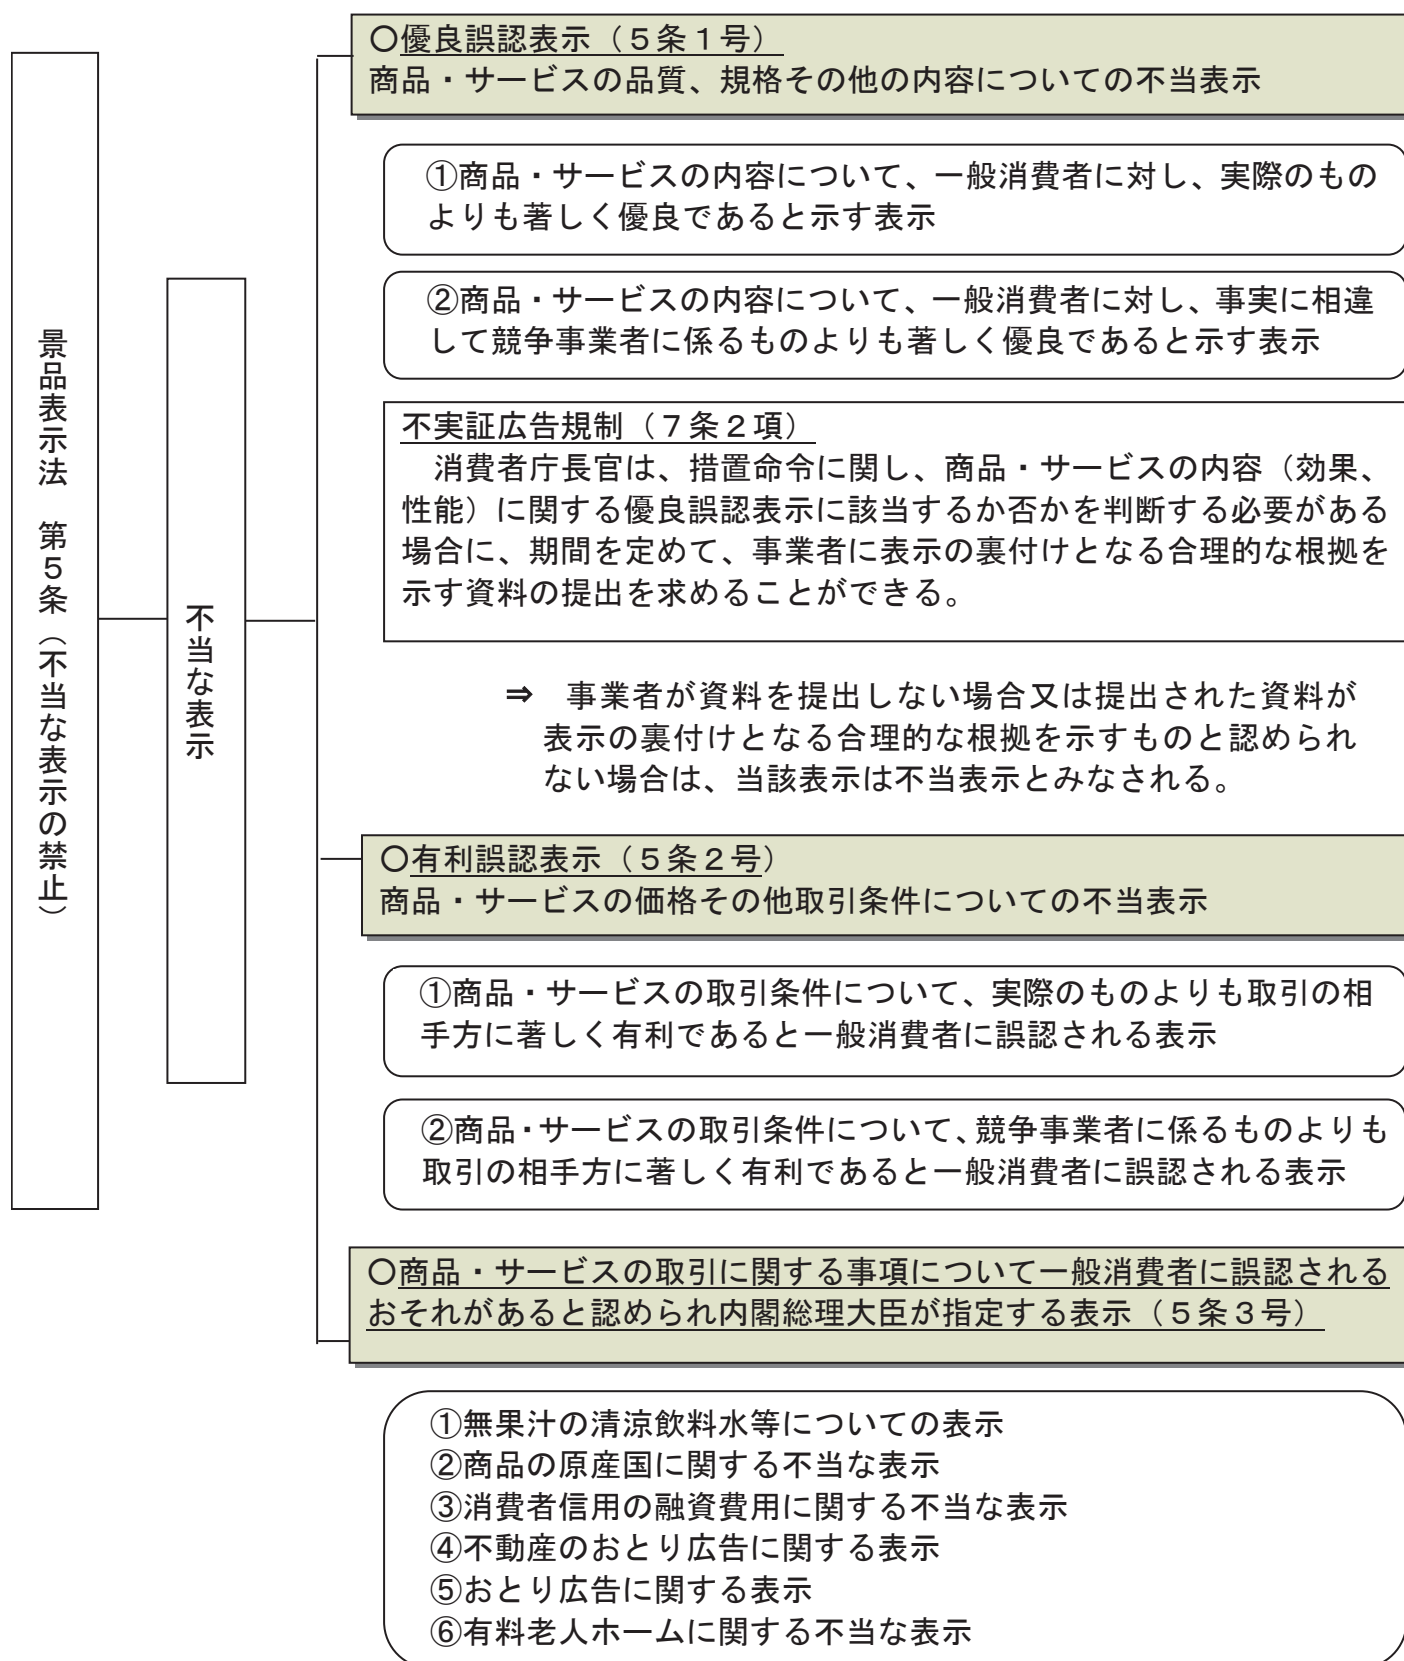 景品表示法　第５条（不当な表示の禁止）
不当な表示
〇優良誤認表示（５条１号）
商品・サービスの品質、規格その他の内容についての不当表示
①商品・サービスの内容について、一般消費者に対し、実際のもの
よりも著しく優良であると示す表示
②商品・サービスの内容について、一般消費者に対し、事実に相違
して競争事業者に係るものよりも著しく優良であると示す表示
不実証広告規制（７条２項）
　消費者庁長官は、措置命令に関し、商品・サービスの内容（効果、
性能）に関する優良誤認表示に該当するか否かを判断する必要がある
場合に、期間を定めて、事業者に表示の裏付けとなる合理的な根拠を
示す資料の提出を求めることができる。
⇒　事業者が資料を提出しない場合又は提出された資料が
表示の裏付けとなる合理的な根拠を示すものと認められ
ない場合は、当該表示は不当表示とみなされる。
〇有利誤認表示（５条２号）
商品・サービスの価格その他取引条件についての不当表示
①商品・サービスの取引条件について、実際のものよりも取引の相
手方に著しく有利であると一般消費者に誤認される表示
②商品・サービスの取引条件について、競争事業者に係るものよりも
取引の相手方に著しく有利であると一般消費者に誤認される表示
〇商品・サービスの取引に関する事項について一般消費者に誤認される
おそれがあると認められ内閣総理大臣が指定する表示（５条３号）
①無果汁の清涼飲料水等についての表示
②商品の原産国に関する不当な表示
③消費者信用の融資費用に関する不当な表示
④不動産のおとり広告に関する表示
⑤おとり広告に関する表示
⑥有料老人ホームに関する不当な表示